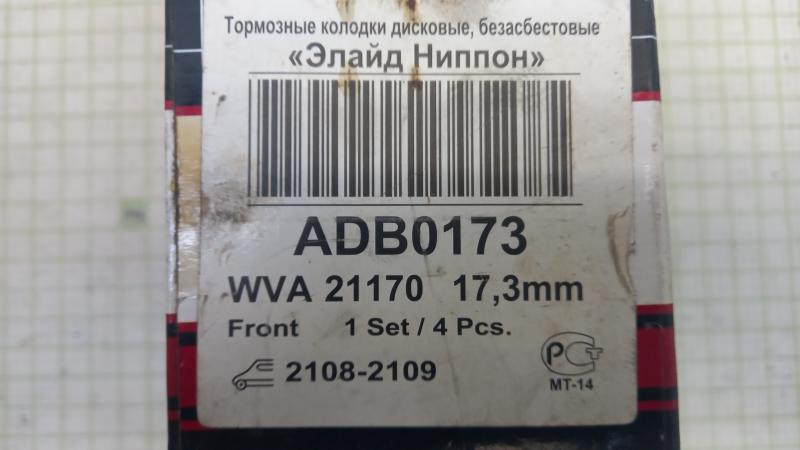 Тормозные колодки дисковые, безасбестовые
«Элайд Ниппон»
ADB0173
WVA 21170 17,3mm
Front 1 Set / 4 Pcs.
2108-2109
РСТ
МТ-14